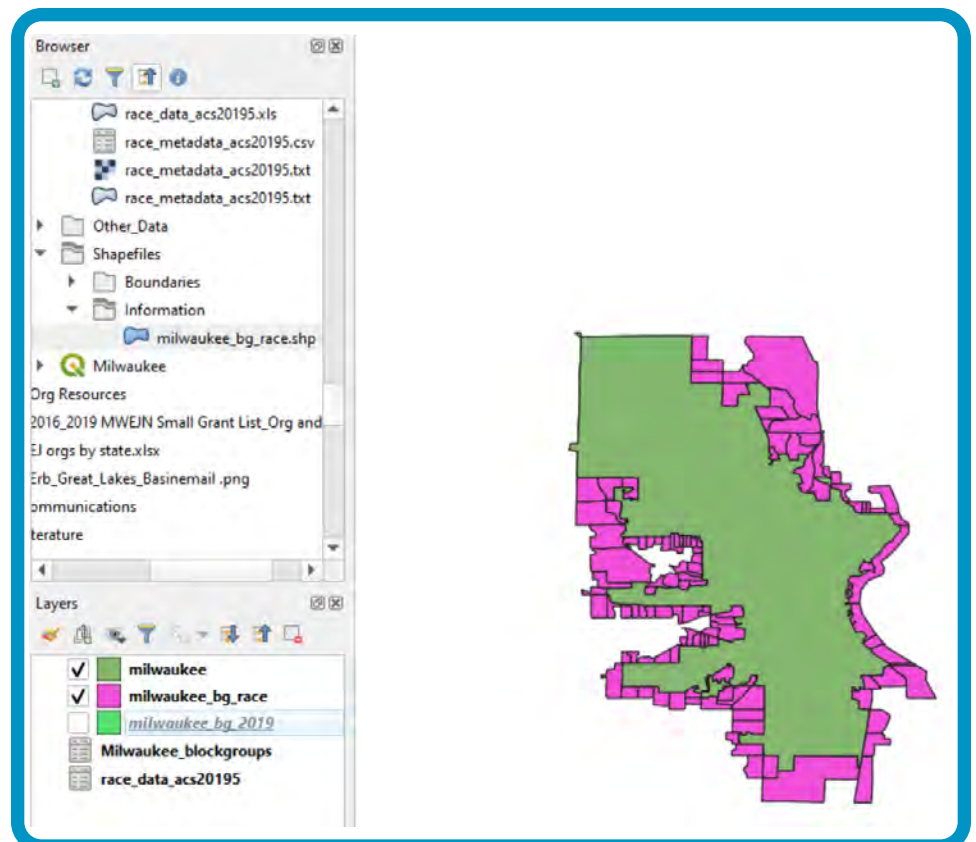 Browser
race_data_acs20195.xls
race_metadata_acs20195.csv
race_metadata_acs20195.txt
race_metadata_acs20195.txt
Other_Data
Shapefiles
Boundaries
Information
milwaukee_bg_race.shp
Milwaukee
Org Resources
2016_2019 MWEJN Small Grant List_Org and
EJ orgs by state.xlsx
Erb_Great_Lakes_Basinemail .png
ommunications
terature
Layers
milwaukee
milwaukee_bg_race
milwaukee_bg_2019
Milwaukee_blockgroups
race_data_acs20195